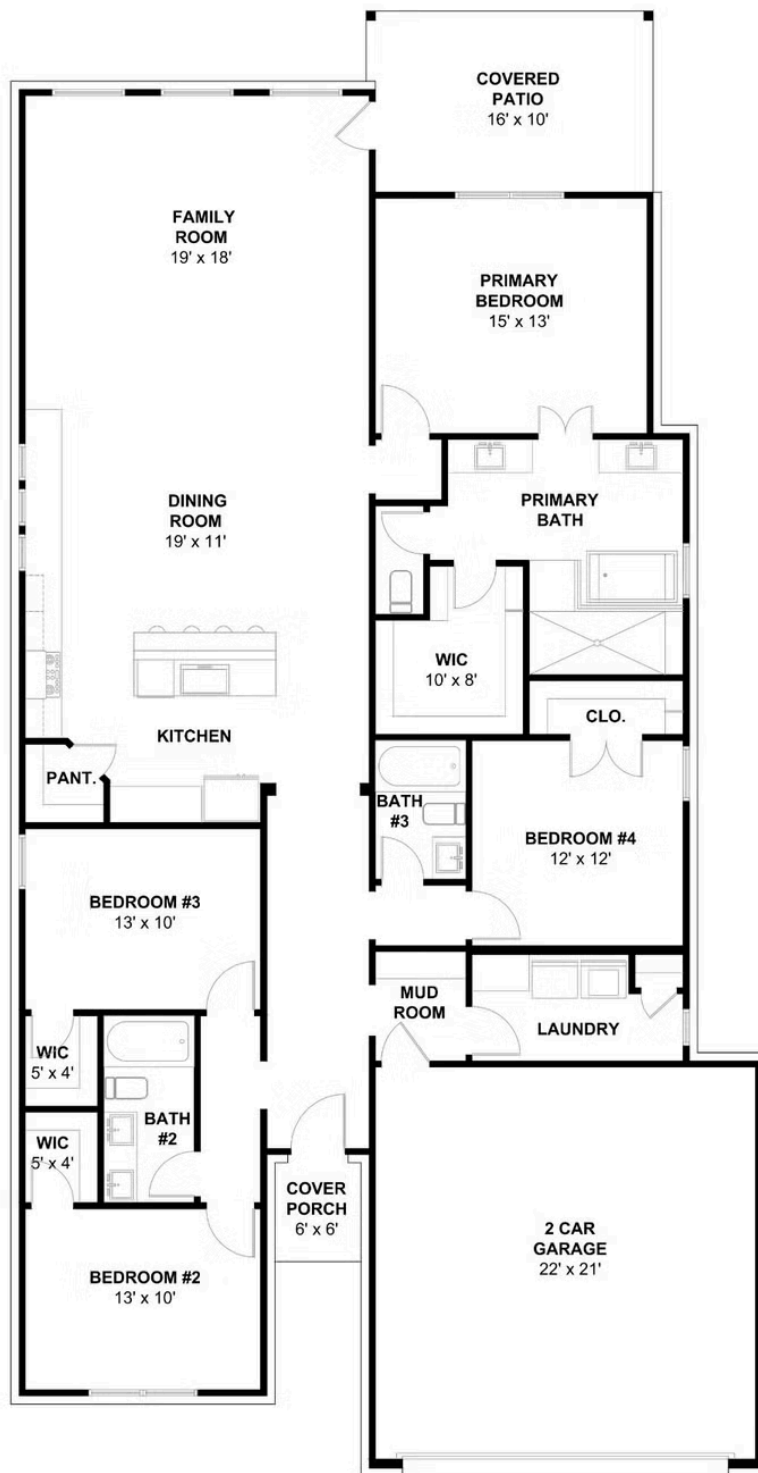 COVERED
PATIO
16' x 10'
FAMILY
ROOM
19' x 18'
PRIMARY
BEDROOM
15' x 13'
DINING
ROOM
19' x 11'
PRIMARY
BATH
WIC
10' x 8'
CLO.
KITCHEN
PANT.
BATH
#3
BEDROOM #4
12' x 12'
BEDROOM #3
13' x 10'
MUD
ROOM
LAUNDRY
WIC
5' x 4'
BATH
#2
WIC
5' x 4'
COVER
PORCH
6' x 6'
2 CAR
GARAGE
22' x 21'
BEDROOM #2
13' x 10'